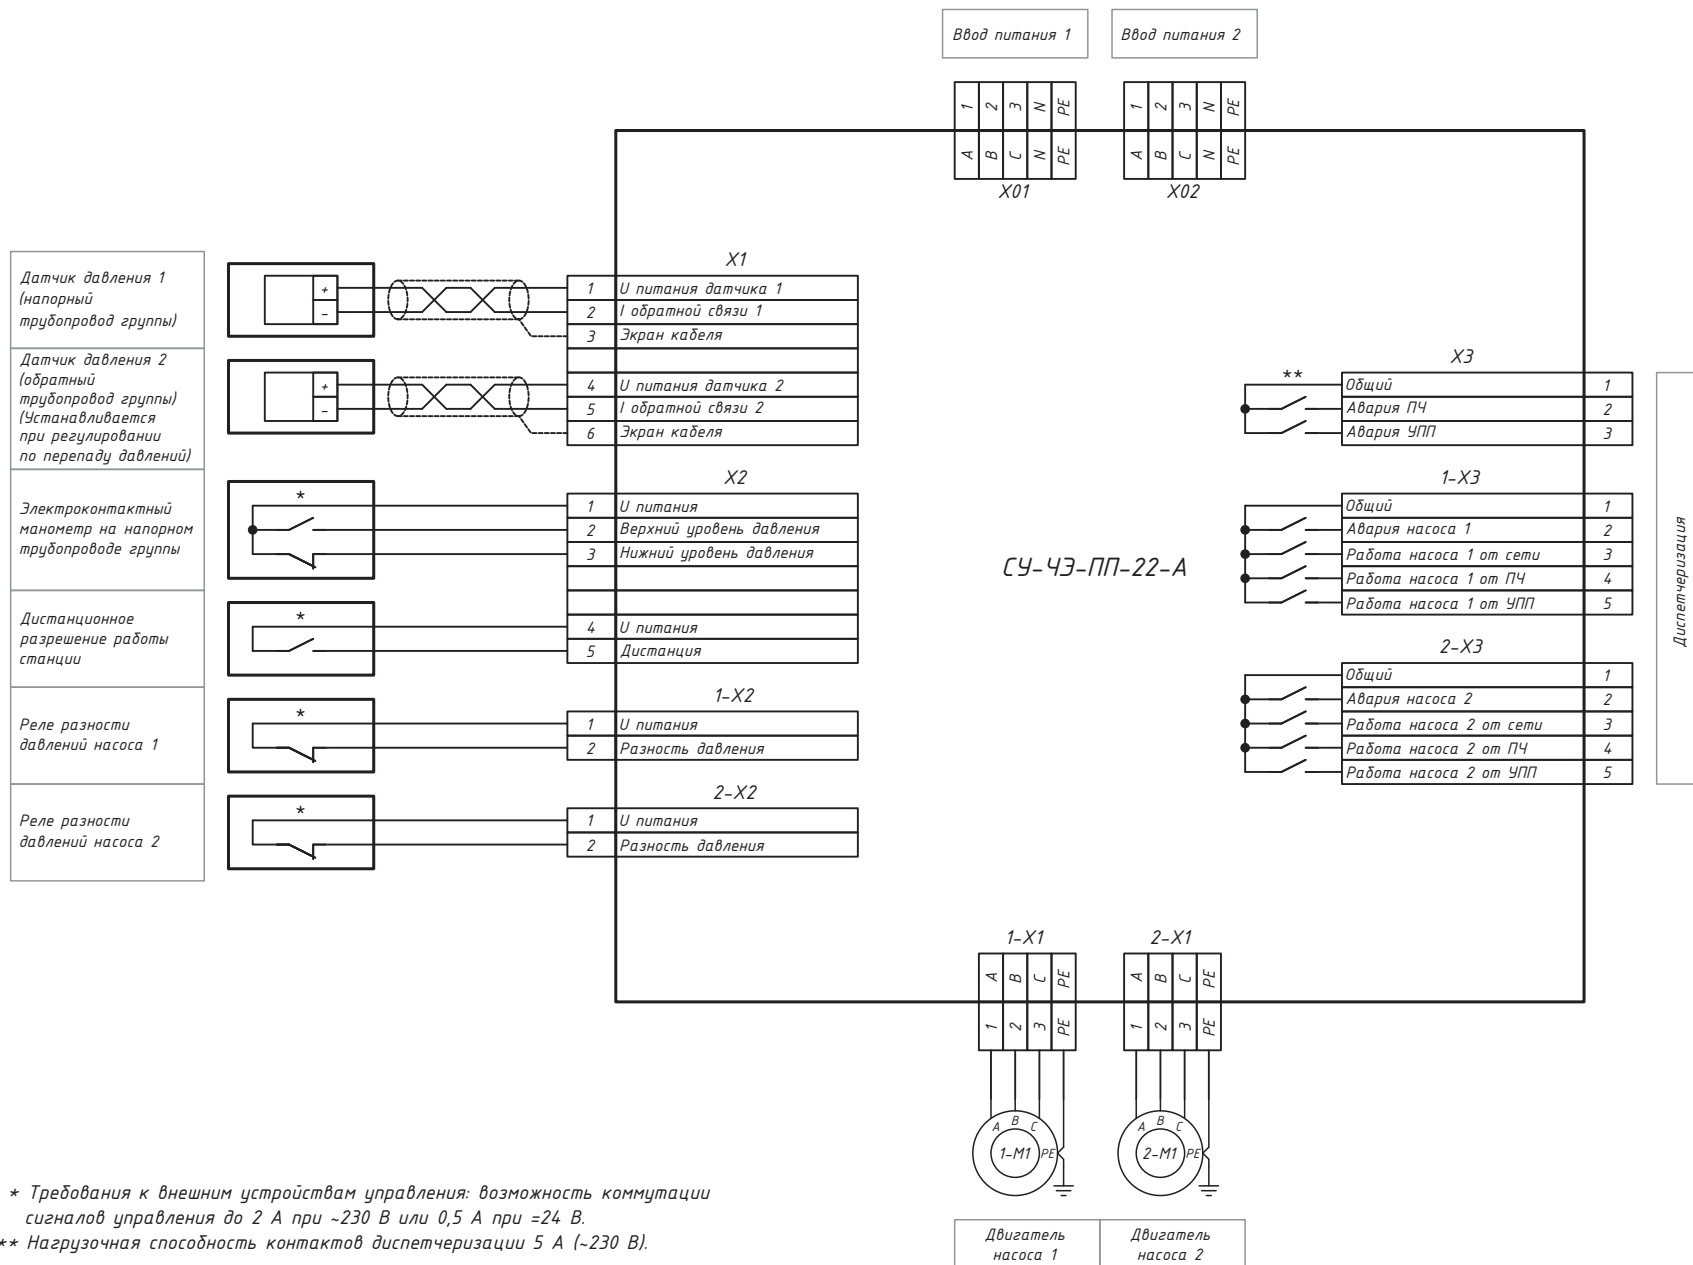 Ввод питания 1
Ввод питания 2
1 2 3 N PE
A B C N PE
X01
1 2 3 N PE
A B C N PE
X02
Датчик давления 1
(напорный
трубопровод группы)
+
-
X1
1 U питания датчика 1
2 I обратной связи 1
3 Экран кабеля
Датчик давления 2
(обратный
трубопровод группы)
(Устанавливается
при регулировании
по перепаду давлений)
+
-
4 U питания датчика 2
5 I обратной связи 2
6 Экран кабеля
Электроконтактный
манометр на напорном
трубопроводе группы
*
X2
1 U питания
2 Верхний уровень давления
3 Нижний уровень давления
Дистанционное
разрешение работы
станции
*
4 U питания
5 Дистанция
Реле разности
давлений насоса 1
*
1-X2
1 U питания
2 Разность давления
Реле разности
давлений насоса 2
*
2-X2
1 U питания
2 Разность давления
СУ-ЧЭ-ПП-22-А
X3
**
Общий 1
Авария ПЧ 2
Авария УПП 3
1-X3
Общий 1
Авария насоса 1 2
Работа насоса 1 от сети 3
Работа насоса 1 от ПЧ 4
Работа насоса 1 от УПП 5
2-X3
Общий 1
Авария насоса 2 2
Работа насоса 2 от сети 3
Работа насоса 2 от ПЧ 4
Работа насоса 2 от УПП 5
Диспетчеризация
1-X1
A B C PE
1 2 3 PE
A B C
1-M1 PE
2-X1
A B C PE
1 2 3 PE
A B C
2-M1 PE
Двигатель
насоса 1
Двигатель
насоса 2
* Требования к внешним устройствам управления: возможность коммутации
сигналов управления до 2 А при ~230 В или 0,5 А при =24 В.
** Нагрузочная способность контактов диспетчеризации 5 А (~230 В).